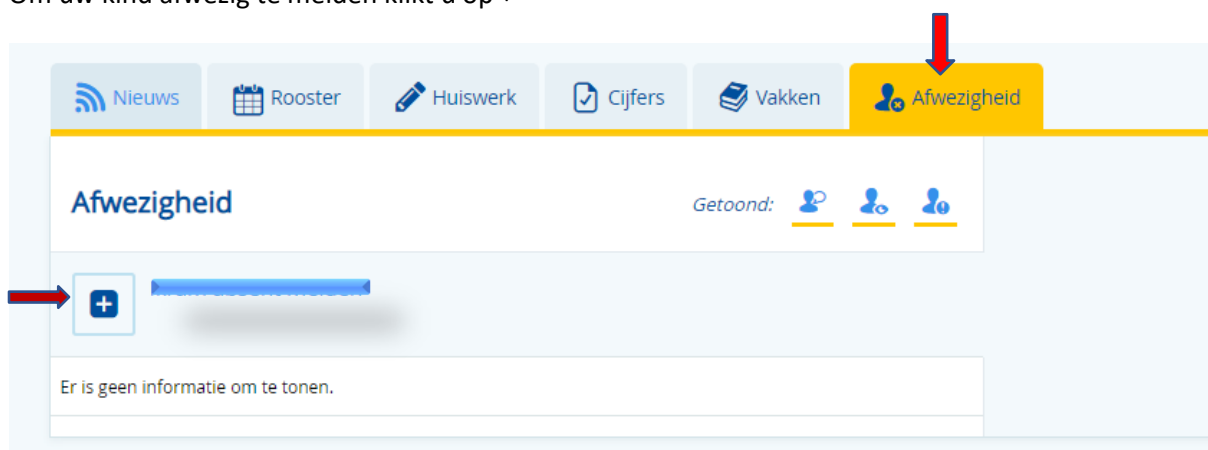 Om uw kind afwezig te melden klikt u op +
Nieuws Rooster Huiswerk Cijfers Vakken Afwezigheid
Afwezigheid Getoond:
Er is geen informatie om te tonen.